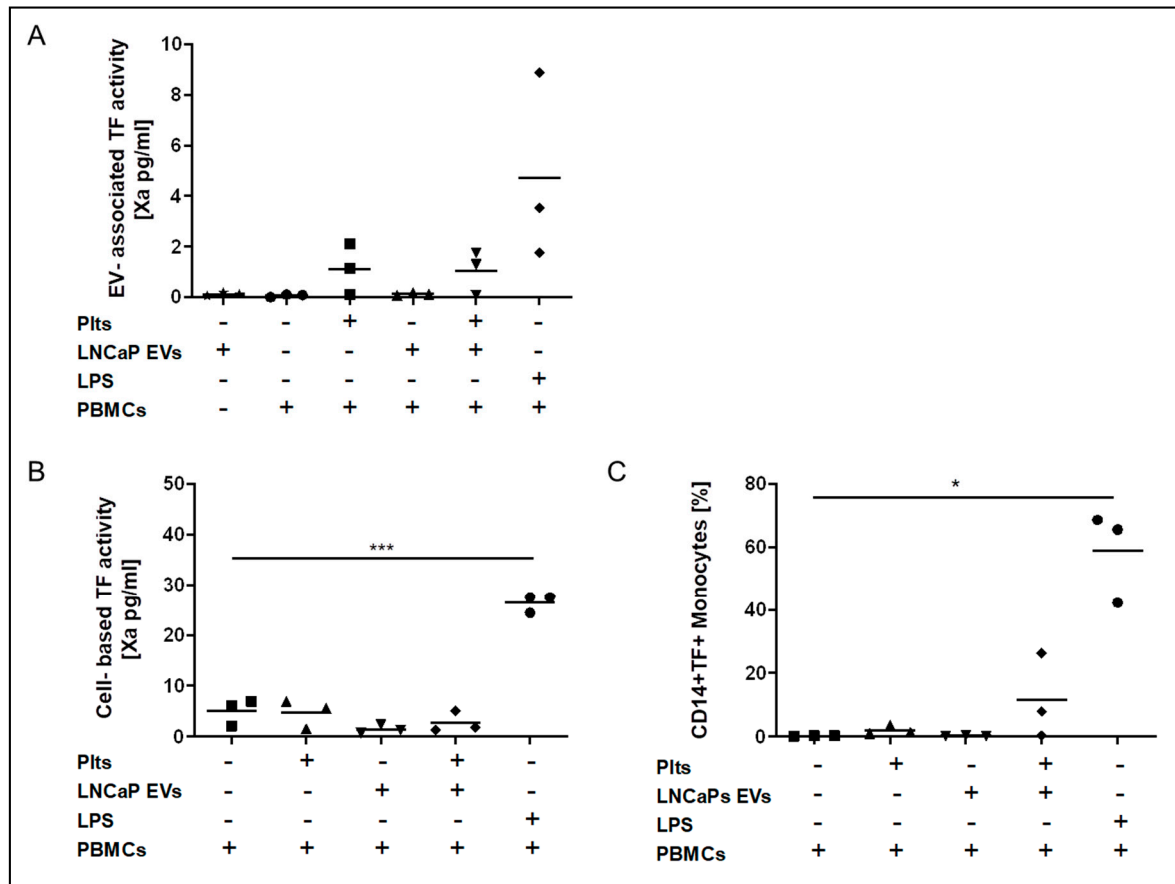 A
EV- associated TF activity
[Xa pg/ml]
10
8
6
4
2
0
Plts - - + - + -
LNCaP EVs + - - + + -
LPS - - - - - +
PBMCs - + + + + +
B
Cell- based TF activity
[Xa pg/ml]
50
40
30
20
10
0
***
Plts - + - + -
LNCaP EVs - - + + -
LPS - - - - +
PBMCs + + + + +
C
CD14+TF+ Monocytes [%]
80
60
40
20
0
*
Plts - + - + -
LNCaPs EVs - - + + -
LPS - - - - +
PBMCs + + + + +